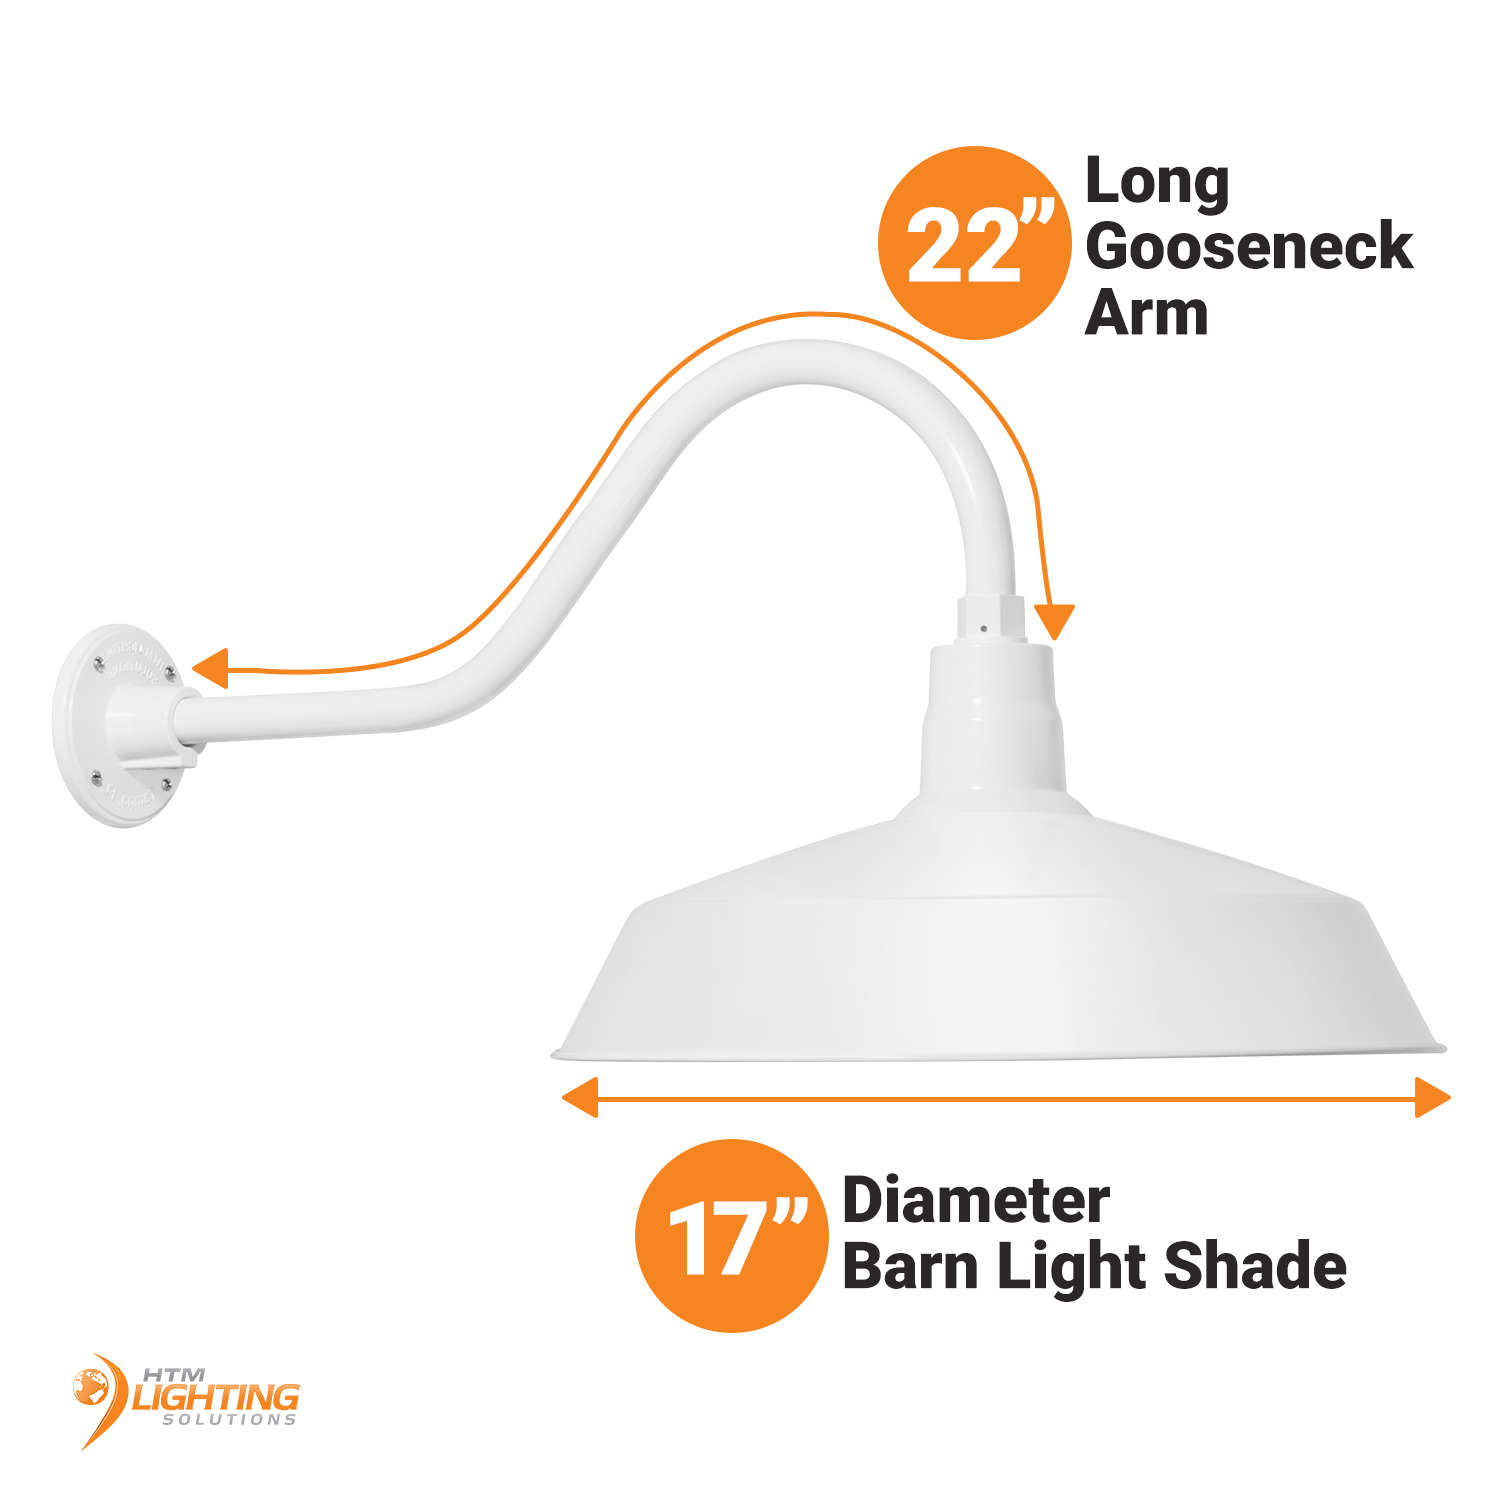 22”
Long
Gooseneck
Arm
17”
Diameter
Barn Light Shade
HTM
LIGHTING
SOLUTIONS